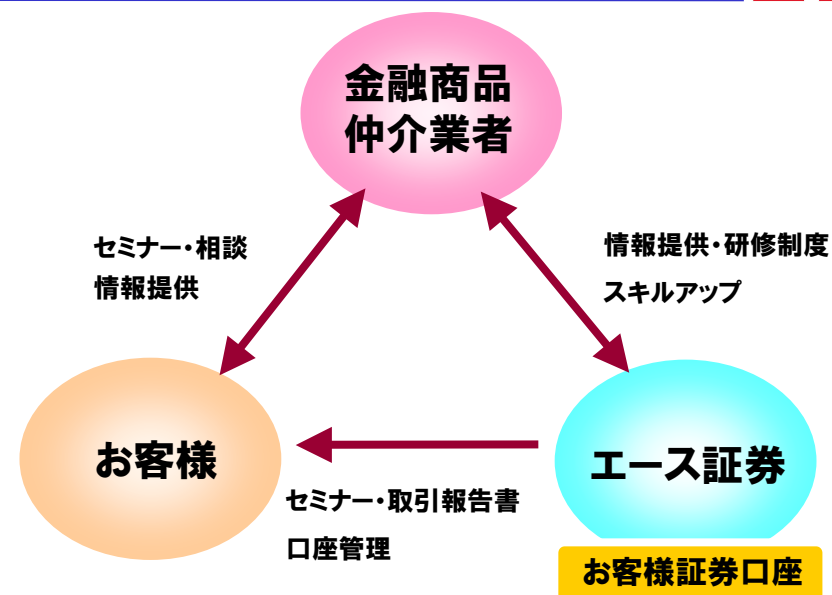 金融商品
仲介業者
セミナー・相談
情報提供
情報提供・研修制度
スキルアップ
お客様
エース証券
セミナー・取引報告書
口座管理
お客様証券口座